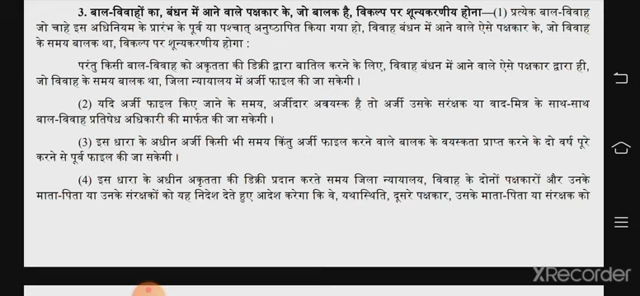 3. बाल-विवाहों का, बंधन में आने वाले पक्षकार के, जो बालक है, विकल्प पर शून्यकरणीय होना—(1) प्रत्येक बाल-विवाह
जो चाहे इस अधिनियम के प्रारंभ के पूर्व या पश्चात् अनुष्ठापित किया गया हो, विवाह बंधन में आने वाले ऐसे पक्षकार के, जो विवाह
के समय बालक था, विकल्प पर शून्यकरणीय होगा :
परंतु किसी बाल-विवाह को अकृतता की डिक्री द्वारा बातिल करने के लिए, विवाह बंधन में आने वाले ऐसे पक्षकार द्वारा ही,
जो विवाह के समय बालक था, जिला न्यायालय में अर्जी फाइल की जा सकेगी ।
(2) यदि अर्जी फाइल किए जाने के समय, अर्जीदार अवयस्क है तो अर्जी उसके संरक्षक या वाद-मित्र के साथ-साथ
बाल-विवाह प्रतिषेध अधिकारी की मार्फत की जा सकेगी ।
(3) इस धारा के अधीन अर्जी किसी भी समय किंतु अर्जी फाइल करने वाले बालक के वयस्कता प्राप्त करने के दो वर्ष पूरे
करने से पूर्व फाइल की जा सकेगी ।
(4) इस धारा के अधीन अकृतता की डिक्री प्रदान करते समय जिला न्यायालय, विवाह के दोनों पक्षकारों और उनके
माता-पिता या उनके संरक्षकों को यह निदेश देते हुए आदेश करेगा कि वे, यथास्थिति, दूसरे पक्षकार, उसके माता-पिता या संरक्षक को
XRecorder